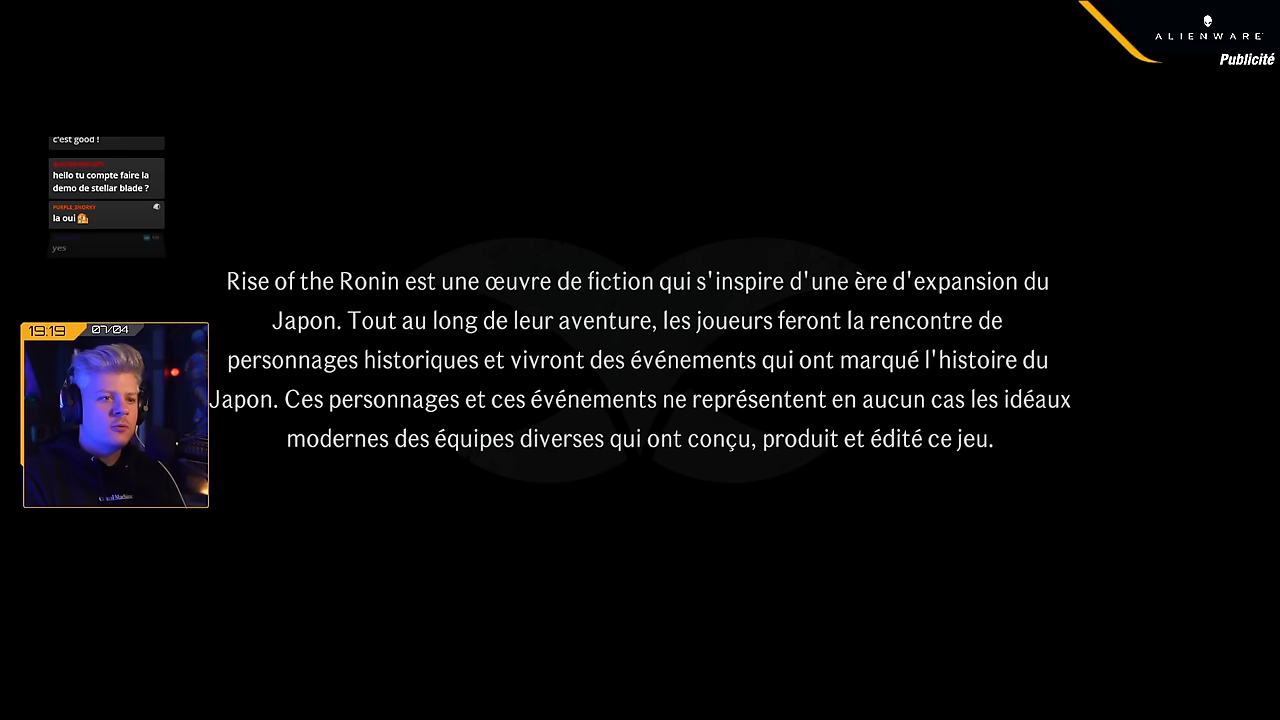 ALIENWARE
Publicité
c'est good !
hello tu compte faire la
demo de stellar blade ?
PURPLE_SNORKY
la oui
yes
Rise of the Ronin est une œuvre de fiction qui s'inspire d'une ère d'expansion du
Japon. Tout au long de leur aventure, les joueurs feront la rencontre de
personnages historiques et vivront des événements qui ont marqué l'histoire du
Japon. Ces personnages et ces événements ne représentent en aucun cas les idéaux
modernes des équipes diverses qui ont conçu, produit et édité ce jeu.
19:19 07/04